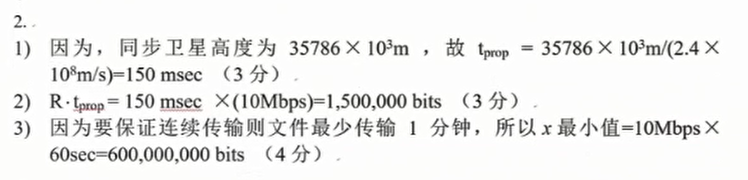 2.
1) 因为，同步卫星高度为 35786×10³m ，故 tprop = 35786×10³m/(2.4×
10⁸m/s)=150 msec （3 分）.
2) R·tprop= 150 msec ×(10Mbps)=1,500,000 bits （3 分）.
3) 因为要保证连续传输则文件最少传输 1 分钟，所以 x 最小值=10Mbps×
60sec=600,000,000 bits （4 分）.